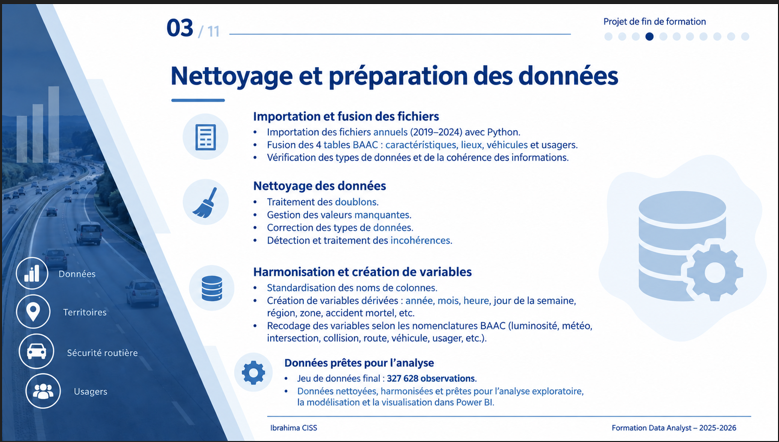 03 / 11
Projet de fin de formation
Nettoyage et préparation des données
Importation et fusion des fichiers
• Importation des fichiers annuels (2019–2024) avec Python.
• Fusion des 4 tables BAAC : caractéristiques, lieux, véhicules et usagers.
• Vérification des types de données et de la cohérence des informations.
Nettoyage des données
• Traitement des doublons.
• Gestion des valeurs manquantes.
• Correction des types de données.
• Détection et traitement des incohérences.
Harmonisation et création de variables
• Standardisation des noms de colonnes.
• Création de variables dérivées : année, mois, heure, jour de la semaine,
région, zone, accident mortel, etc.
• Recodage des variables selon les nomenclatures BAAC (luminosité, météo,
intersection, collision, route, véhicule, usager, etc.).
Données prêtes pour l’analyse
• Jeu de données final : 327 628 observations.
• Données nettoyées, harmonisées et prêtes pour l’analyse exploratoire,
la modélisation et la visualisation dans Power BI.
Données
Territoires
Sécurité routière
Usagers
Ibrahima CISS
Formation Data Analyst – 2025-2026